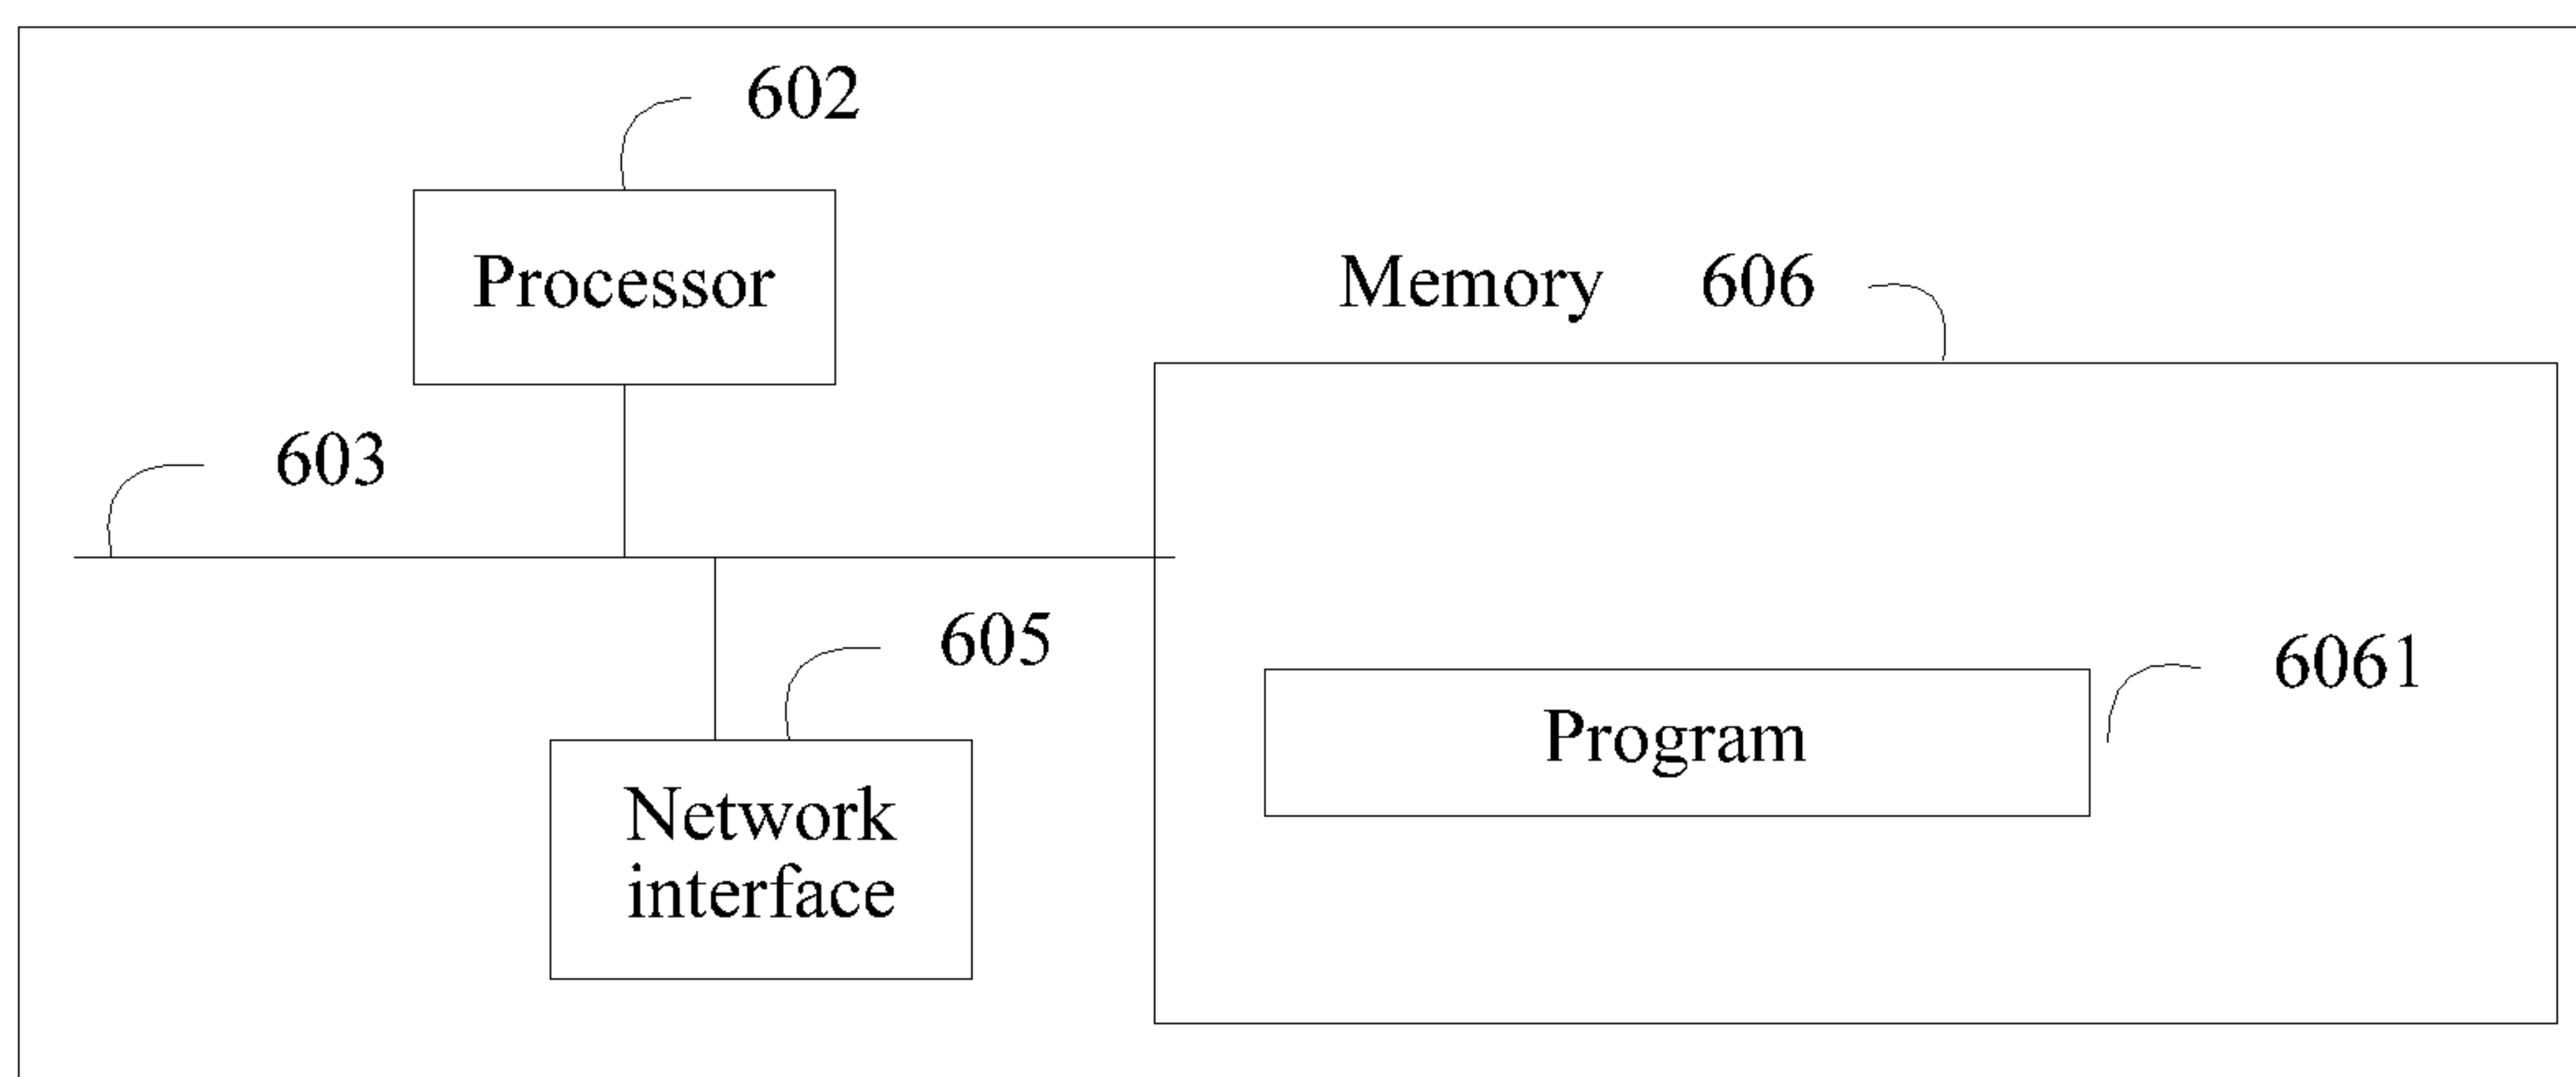 602
Processor
Memory 606
603
605
6061
Program
Network
interface